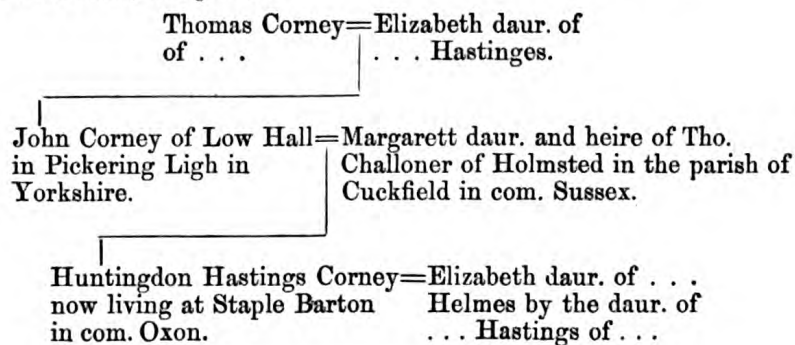 Thomas Corney=Elizabeth daur. of
of . . . . . . Hastinges.
John Corney of Low Hall=Margarett daur. and heire of Tho.
in Pickering Ligh in Challoner of Holmsted in the parish of
Yorkshire. Cuckfield in com. Sussex.
Huntingdon Hastings Corney=Elizabeth daur. of . . .
now living at Staple Barton Helmes by the daur. of
in com. Oxon. . . . Hastings of . . .